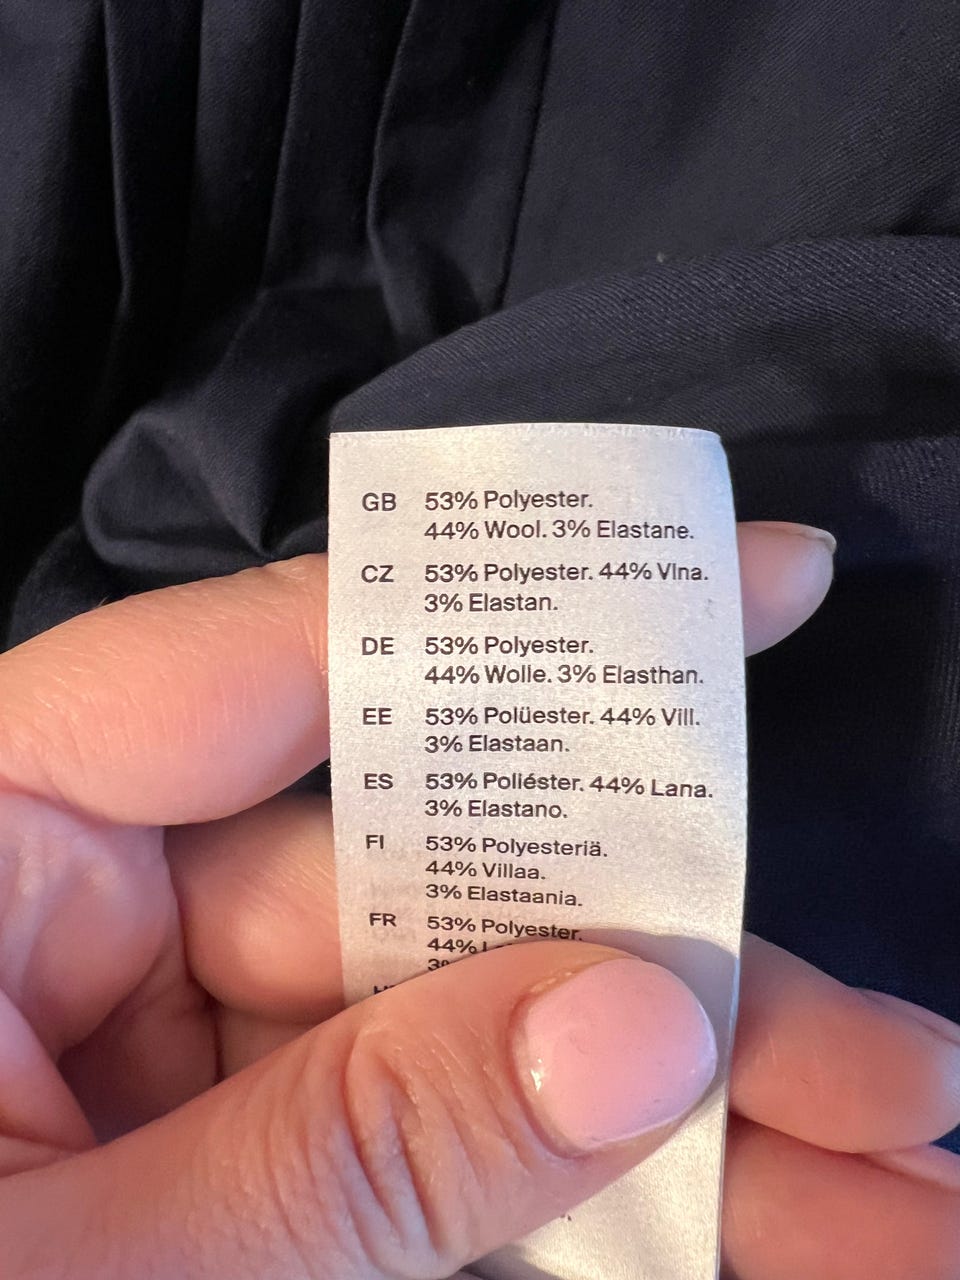 GB 53% Polyester.
44% Wool. 3% Elastane.
CZ 53% Polyester. 44% Vlna.
3% Elastan.
DE 53% Polyester.
44% Wolle. 3% Elasthan.
EE 53% Polüester. 44% Vill.
3% Elastaan.
ES 53% Poliéster. 44% Lana.
3% Elastano.
FI 53% Polyesteriä.
44% Villaa.
3% Elastaania.
FR 53% Polyester.
44%